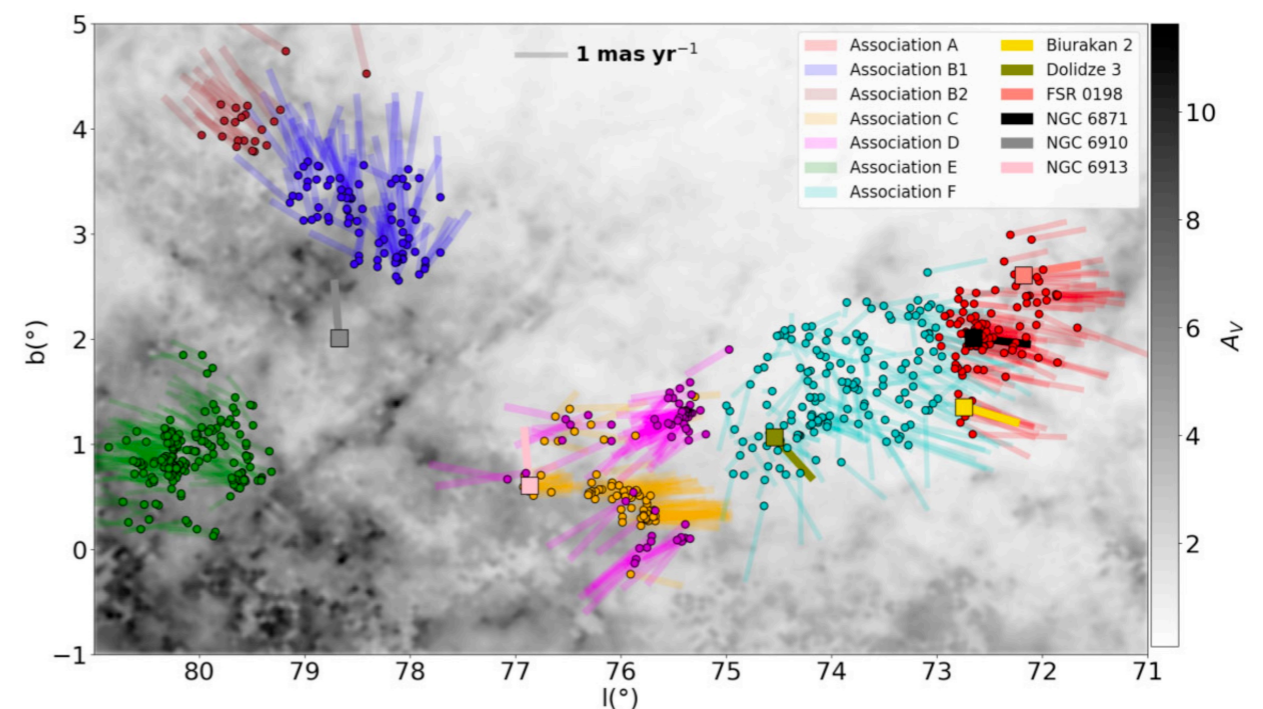 5
4
3
2
1
0
−1
b(°)
1 mas yr⁻¹
Association A
Association B1
Association B2
Association C
Association D
Association E
Association F
Biurakan 2
Dolidze 3
FSR 0198
NGC 6871
NGC 6910
NGC 6913
80 79 78 77 76 75 74 73 72 71
l(°)
10
8
6
4
2
Aᵥ